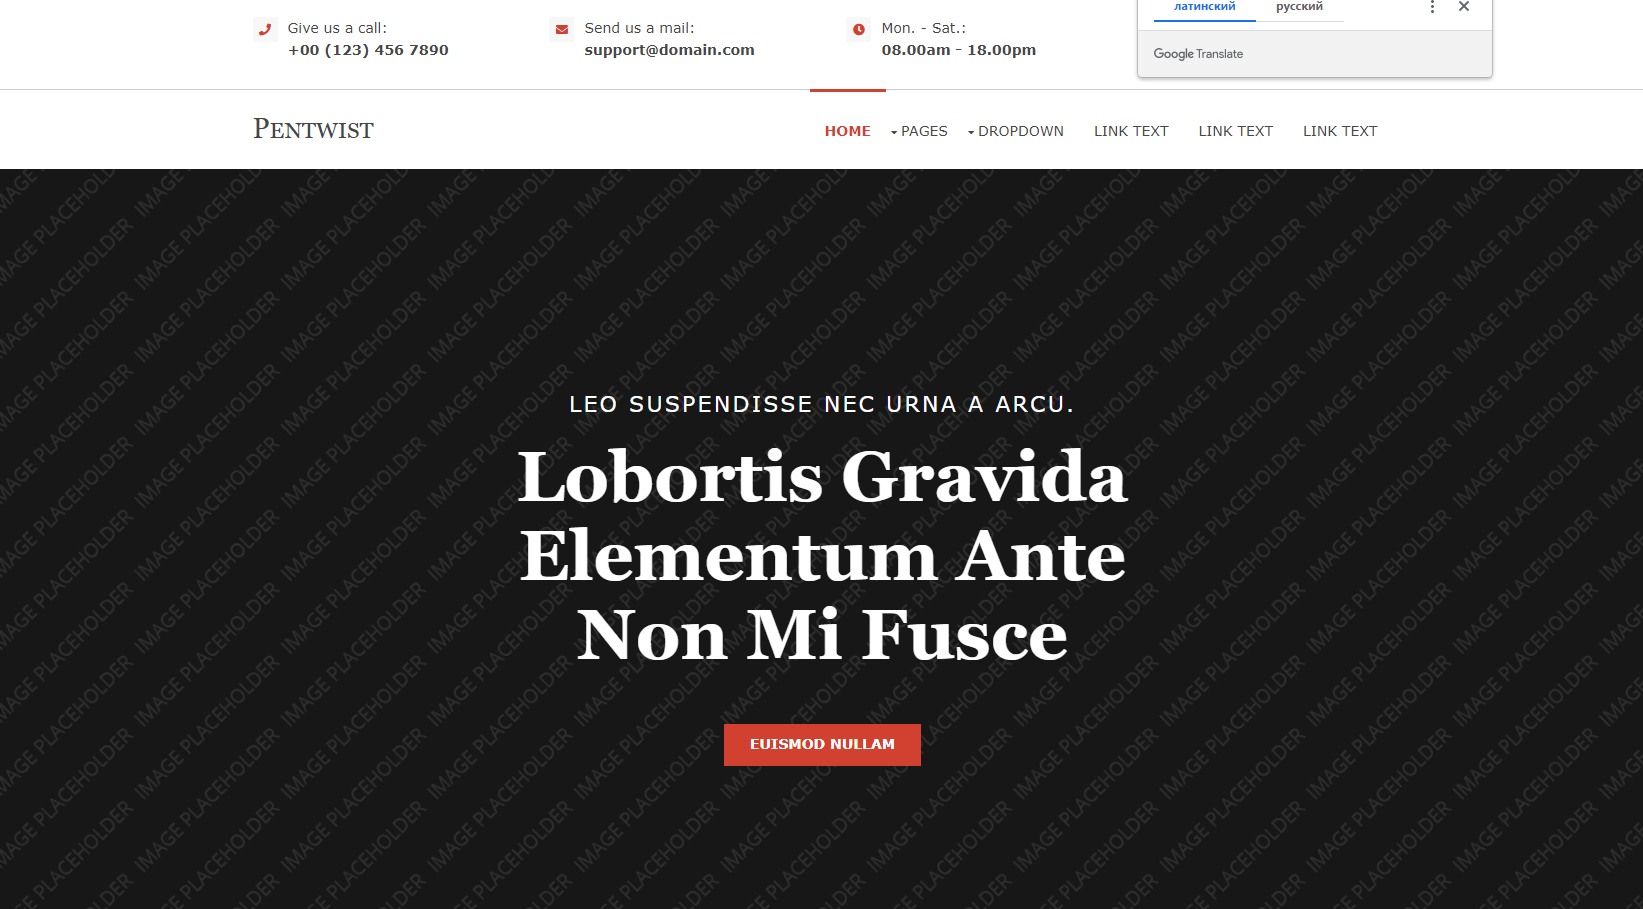 Give us a call:
+00 (123) 456 7890
Send us a mail:
support@domain.com
Mon. - Sat.:
08.00am - 18.00pm
латинский русский
Google Translate
Pentwist
HOME PAGES DROPDOWN LINK TEXT LINK TEXT LINK TEXT
LEO SUSPENDISSE NEC URNA A ARCU.
Lobortis Gravida
Elementum Ante
Non Mi Fusce
EUISMOD NULLAM
IMAGE PLACEHOLDER